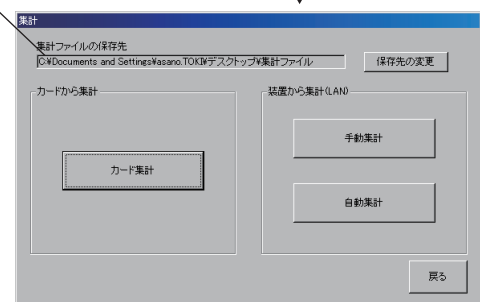 集計
集計ファイルの保存先
C:¥Documents and Settings¥asano.TOKI¥デスクトップ¥集計ファイル
保存先の変更
カードから集計
カード集計
装置から集計(LAN)
手動集計
自動集計
戻る